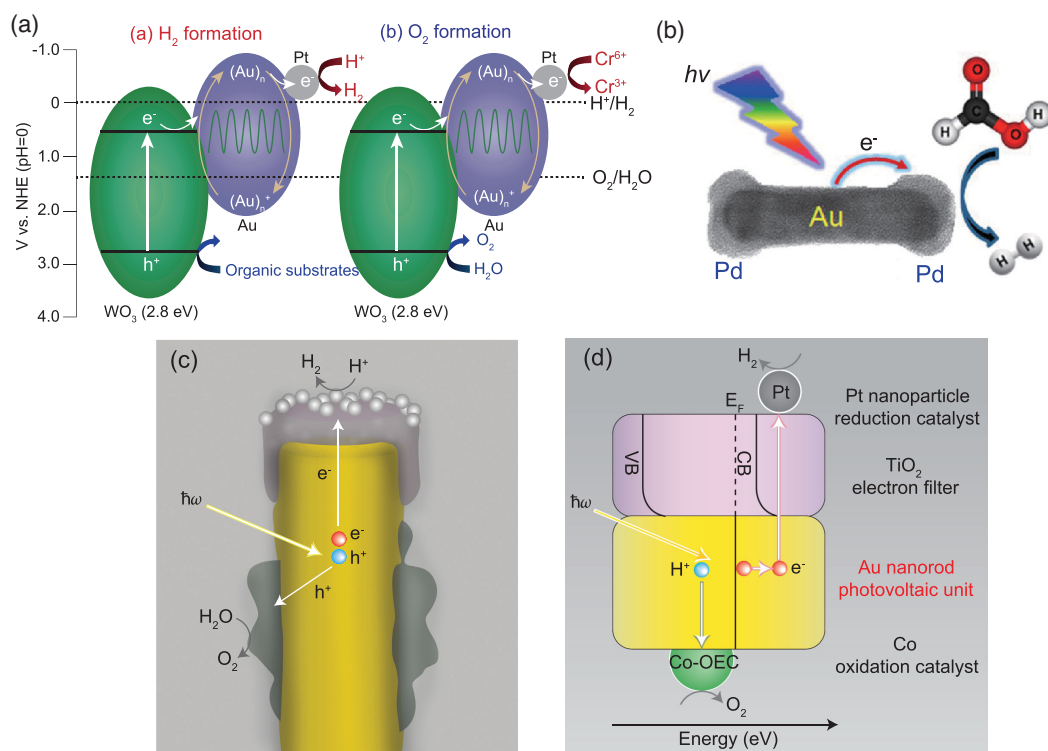 (a)
(a) H₂ formation
(b) O₂ formation
V vs. NHE (pH=0)
-1.0
0
1.0
2.0
3.0
4.0
e⁻
h⁺
WO₃ (2.8 eV)
(Au)ₙ
(Au)ₙ⁺
Au
Pt
e⁻
H⁺
H₂
Organic substrates
e⁻
h⁺
WO₃ (2.8 eV)
(Au)ₙ
(Au)ₙ⁺
Au
Pt
e⁻
Cr⁶⁺
Cr³⁺
O₂
H₂O
H⁺/H₂
O₂/H₂O
(b)
hν
e⁻
Au
Pd
Pd
O
C
H
O
H
H
H
(c)
H₂
H⁺
e⁻
ħω
e⁻
h⁺
h⁺
H₂O
O₂
(d)
H₂
Pt
E_F
VB
CB
ħω
H⁺
e⁻
Co-OEC
O₂
Energy (eV)
Pt nanoparticle
reduction catalyst
TiO₂
electron filter
Au nanorod
photovoltaic unit
Co
oxidation catalyst